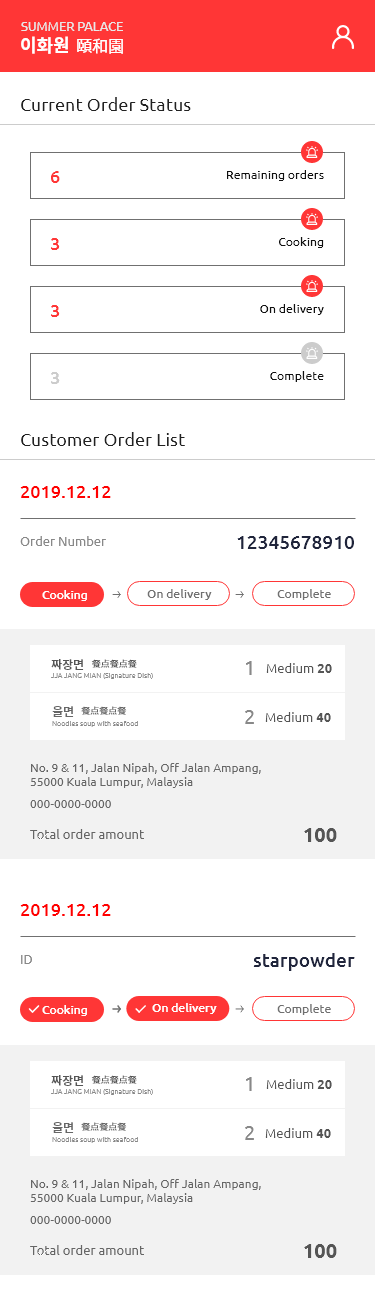 SUMMER PALACE
이화원 頤和園
Current Order Status
6 Remaining orders
3 Cooking
3 On delivery
3 Complete
Customer Order List
2019.12.12
Order Number 12345678910
Cooking → On delivery → Complete
짜장면 餐点餐点餐 1 Medium 20
JJAJANG MIAN (Signature Dish)
울면 餐点餐点餐 2 Medium 40
Noodles soup with seafood
No. 9 & 11, Jalan Nipah, Off Jalan Ampang,
55000 Kuala Lumpur, Malaysia
000-0000-0000
Total order amount 100
2019.12.12
ID starpowder
Cooking → On delivery → Complete
짜장면 餐点餐点餐 1 Medium 20
JJAJANG MIAN (Signature Dish)
울면 餐点餐点餐 2 Medium 40
Noodles soup with seafood
No. 9 & 11, Jalan Nipah, Off Jalan Ampang,
55000 Kuala Lumpur, Malaysia
000-0000-0000
Total order amount 100